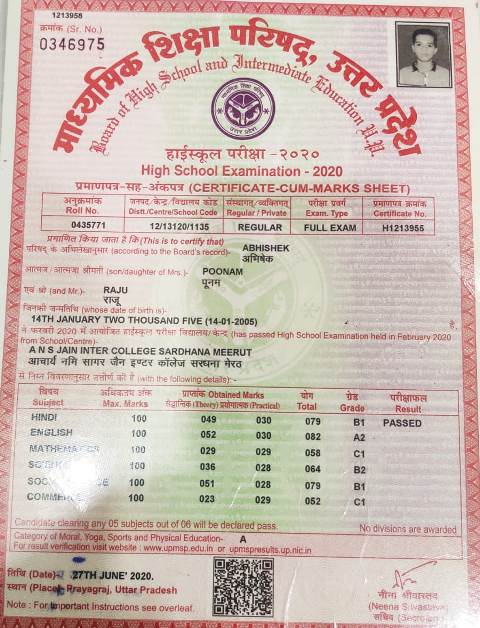 1213958
क्रमांक (Sr. No.)
0346975
माध्यमिक शिक्षा परिषद्, उत्तर प्रदेश
Board of High School and Intermediate Education U.P.
हाईस्कूल परीक्षा -२०२०
High School Examination - 2020
प्रमाणपत्र-सह-अंकपत्र (CERTIFICATE-CUM-MARKS SHEET)
अनुक्रमांक जनपद/केन्द्र/विद्यालय कोड संस्थागत/व्यक्तिगत परीक्षा प्रवर्ग प्रमाणपत्र क्रमांक
Roll No. Distt./Centre/School Code Regular / Private Exam. Type Certificate No.
0435771 12/13120/1135 REGULAR FULL EXAM H1213955
प्रमाणित किया जाता है कि(This is to certify that)
परिषद् के अभिलेखानुसार (according to the Board's record)- ABHISHEK
अभिषेक
आत्मज / आत्मजा श्रीमती (son/daughter of Mrs.)- POONAM
पूनम
एवं श्री (and Mr.)- RAJU
राजू
जिनकी जन्मतिथि (whose date of birth is)-
14TH JANUARY TWO THOUSAND FIVE (14-01-2005) है,
ने फरवरी 2020 में आयोजित हाईस्कूल परीक्षा विद्यालय/केन्द्र (has passed High School Examination held in February 2020
from School/Centre)-
A N S JAIN INTER COLLEGE SARDHANA MEERUT
आचार्य नमि सागर जैन इण्टर कॉलेज सरधना मेरठ
से निम्न विवरणानुसार उत्तीर्ण की है (with the following details):-
विषय अधिकतम अंक प्राप्तांक Obtained Marks योग ग्रेड परीक्षाफल
Subject Max. Marks सैद्धान्तिक (Theory) प्रयोगात्मक (Practical) Total Grade Result
HINDI 100 049 030 079 B1 PASSED
ENGLISH 100 052 030 082 A2
MATHEMATICS 100 029 029 058 C1
100 036 028 064 B2
100 051 028 079 B1
COMMERCE 100 023 029 052 C1
Candidate clearing any 05 subjects out of 06 will be declared pass. No divisions are awarded
Category of Moral, Yoga, Sports and Physical Education- A
For result verification visit website : www.upmsp.edu.in or upmspresults.up.nic.in
तिथि (Date)- 27TH JUNE' 2020.
स्थान (Place)- Prayagraj, Uttar Pradesh
Note : For Important Instructions see overleaf.
नीना श्रीवास्तव
(Neena Srivastava)
सचिव (Secretary)